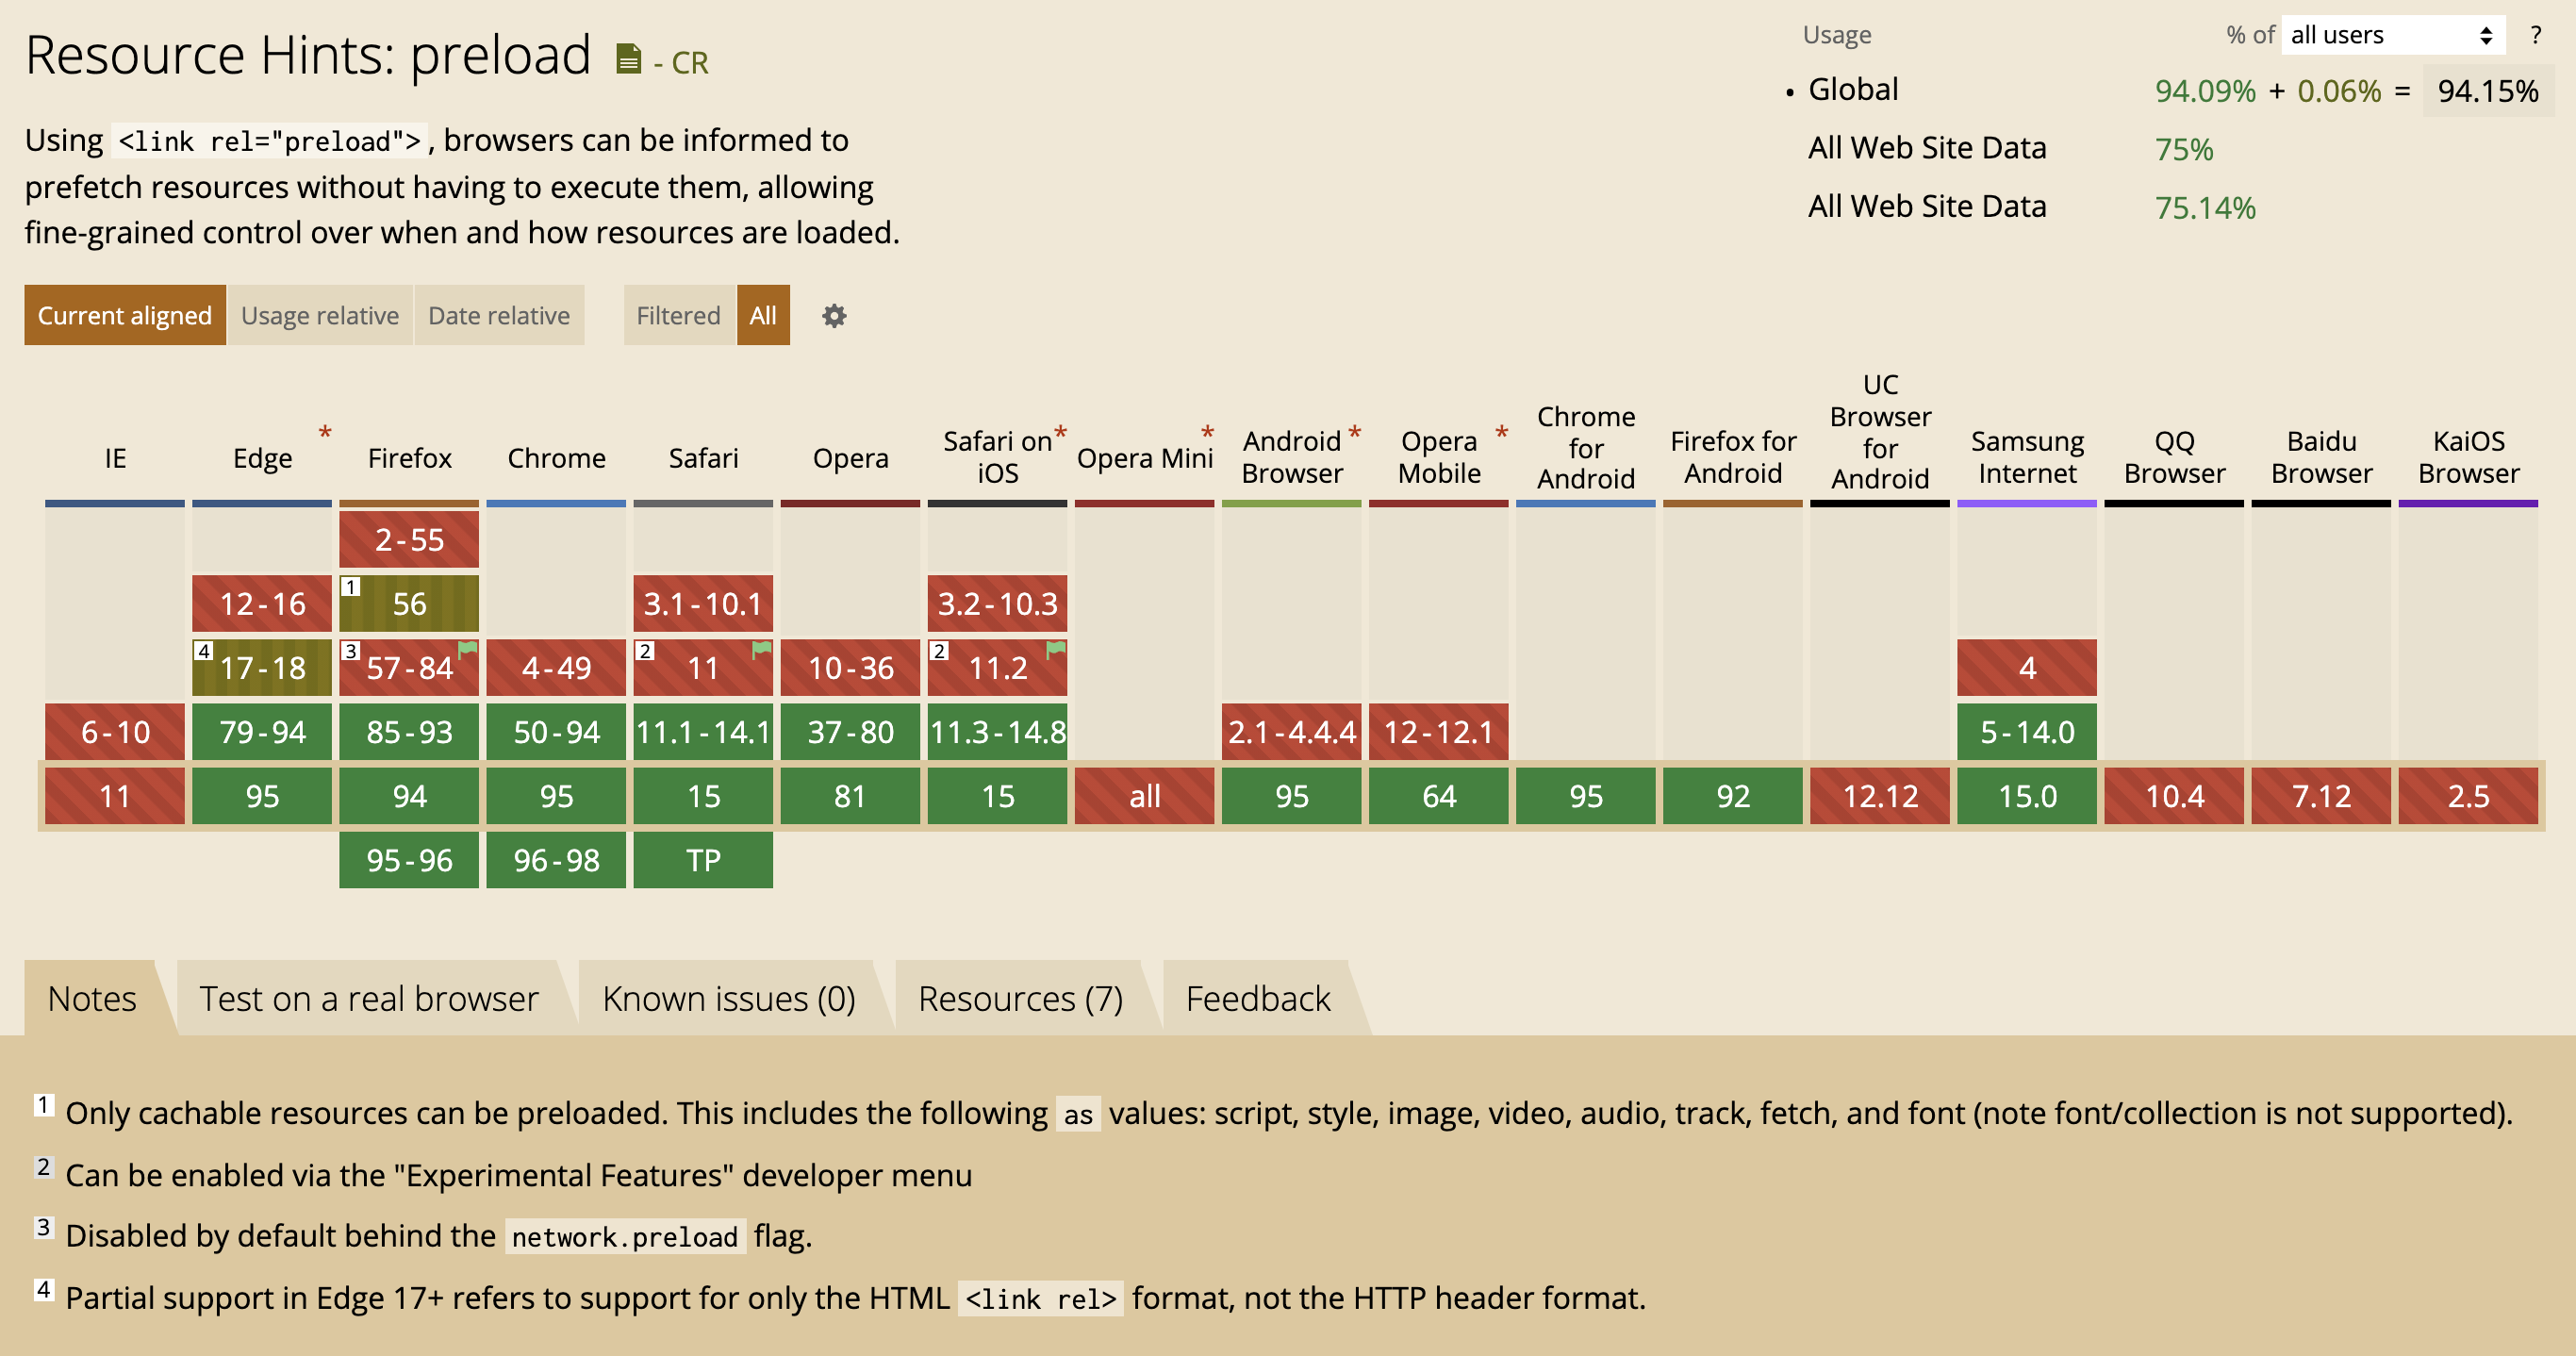 Resource Hints: preload - CR
Usage % of all users ?
Global 94.09% + 0.06% = 94.15%
All Web Site Data 75%
All Web Site Data 75.14%
Using <link rel="preload">, browsers can be informed to
prefetch resources without having to execute them, allowing
fine-grained control over when and how resources are loaded.
Current aligned Usage relative Date relative Filtered All
IE
Edge *
Firefox
Chrome
Safari
Opera
Safari on *
iOS
Opera Mini *
Android *
Browser
Opera *
Mobile
Chrome
for
Android
Firefox for
Android
UC
Browser
for
Android
Samsung
Internet
QQ
Browser
Baidu
Browser
KaiOS
Browser
2-55
12-16 1 56 3.1-10.1 3.2-10.3
4 17-18 3 57-84 4-49 2 11 10-36 2 11.2 4
6-10 79-94 85-93 50-94 11.1-14.1 37-80 11.3-14.8 2.1-4.4.4 12-12.1 5-14.0
11 95 94 95 15 81 15 all 95 64 95 92 12.12 15.0 10.4 7.12 2.5
95-96 96-98 TP
Notes Test on a real browser Known issues (0) Resources (7) Feedback
1 Only cachable resources can be preloaded. This includes the following as values: script, style, image, video, audio, track, fetch, and font (note font/collection is not supported).
2 Can be enabled via the "Experimental Features" developer menu
3 Disabled by default behind the network.preload flag.
4 Partial support in Edge 17+ refers to support for only the HTML <link rel> format, not the HTTP header format.